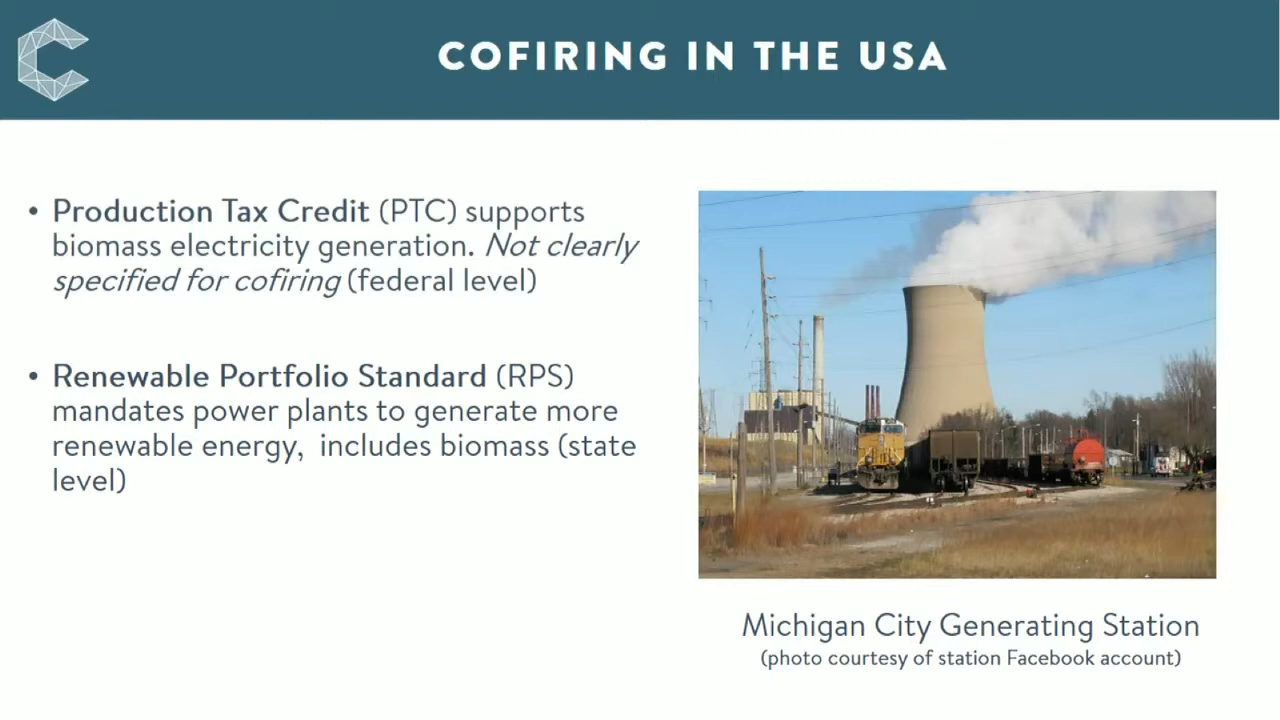 COFIRING IN THE USA
• Production Tax Credit (PTC) supports
biomass electricity generation. Not clearly
specified for cofiring (federal level)
• Renewable Portfolio Standard (RPS)
mandates power plants to generate more
renewable energy,  includes biomass (state
level)
Michigan City Generating Station
(photo courtesy of station Facebook account)